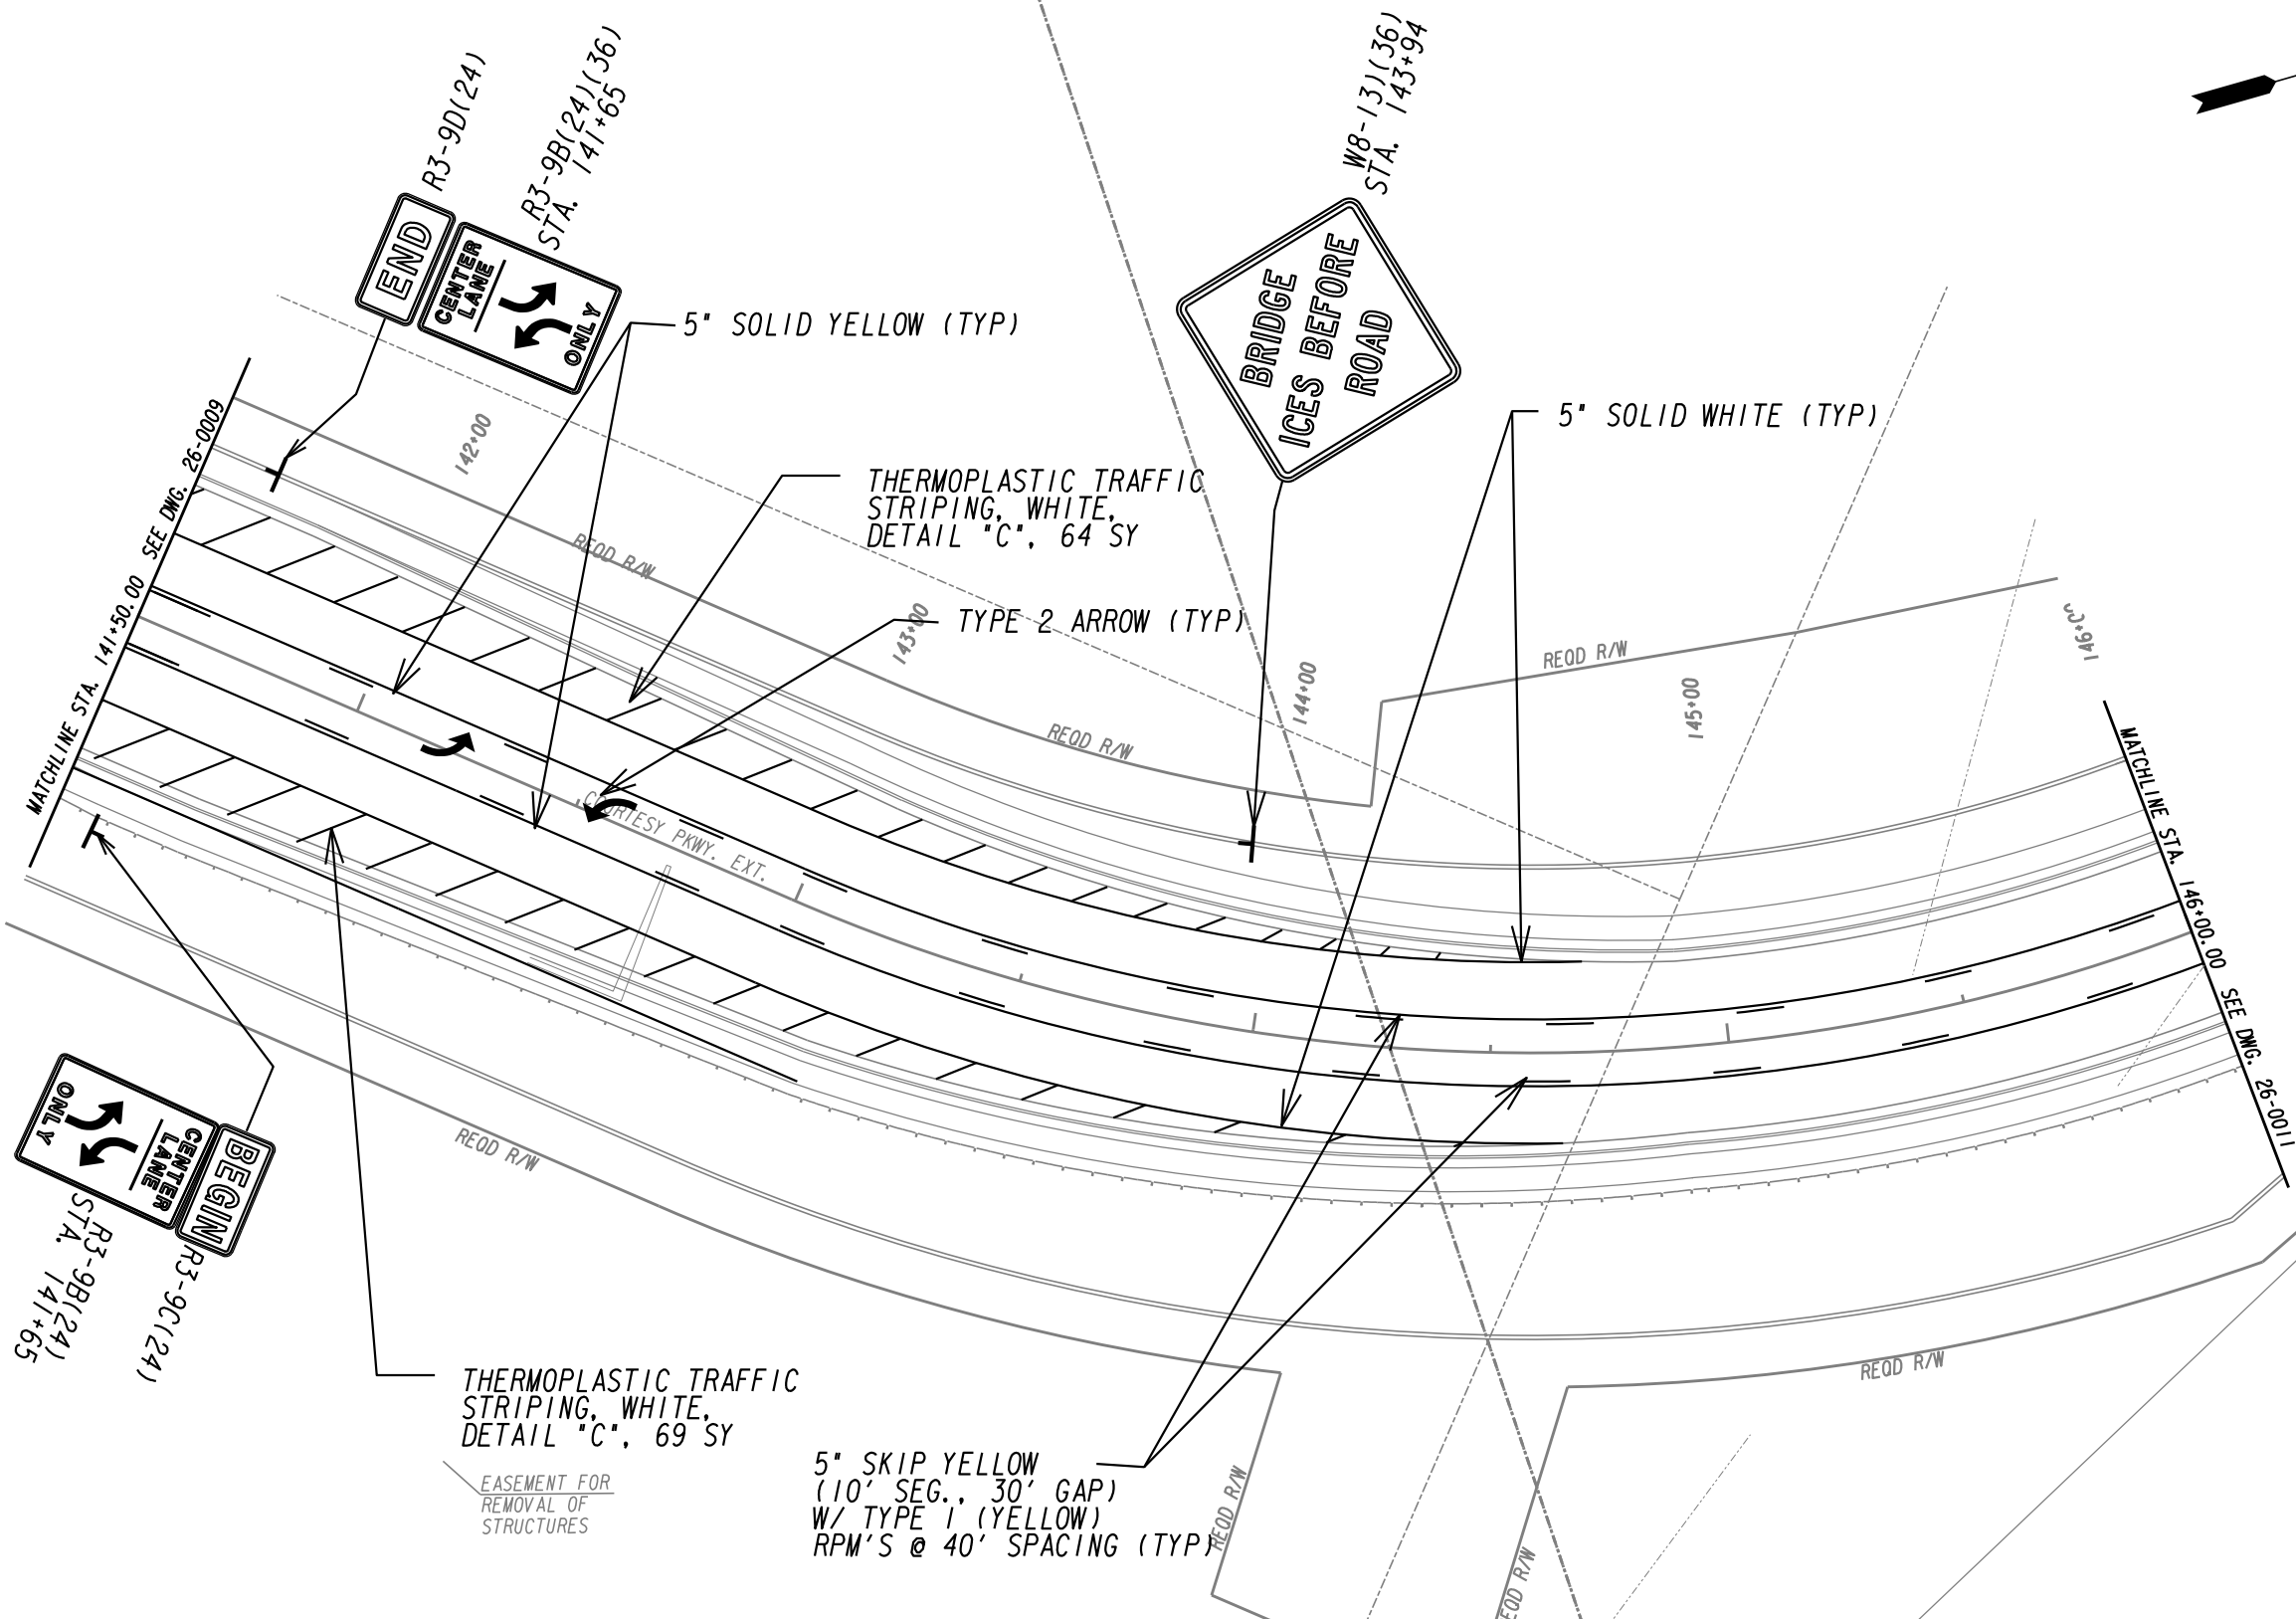 R3-9D(24)
R3-9B(24)(36)
STA. 141+65
END
CENTER
LANE
ONLY
W8-13)(36)
STA. 143+94
BRIDGE
ICES BEFORE
ROAD
5" SOLID YELLOW (TYP)
5" SOLID WHITE (TYP)
142+00
THERMOPLASTIC TRAFFIC
STRIPING, WHITE,
DETAIL "C", 64 SY
REQD R/W
TYPE 2 ARROW (TYP)
143+00
144+00
145+00
REQD R/W
REQD R/W
MATCHLINE STA. 141+50.00 SEE DWG. 26-0009
MATCHLINE STA. 146+00.00 SEE DWG. 26-0011
COURTESY PKWY. EXT.
BEGIN
CENTER
LANE
ONLY
R3-9B(24)
STA. 141+65
R3-9C(24)
REQD R/W
THERMOPLASTIC TRAFFIC
STRIPING, WHITE,
DETAIL "C", 69 SY
EASEMENT FOR
REMOVAL OF
STRUCTURES
5" SKIP YELLOW
(10' SEG., 30' GAP)
W/ TYPE 1 (YELLOW)
RPM'S @ 40' SPACING (TYP)
REQD R/W
REQD R/W
REQD R/W